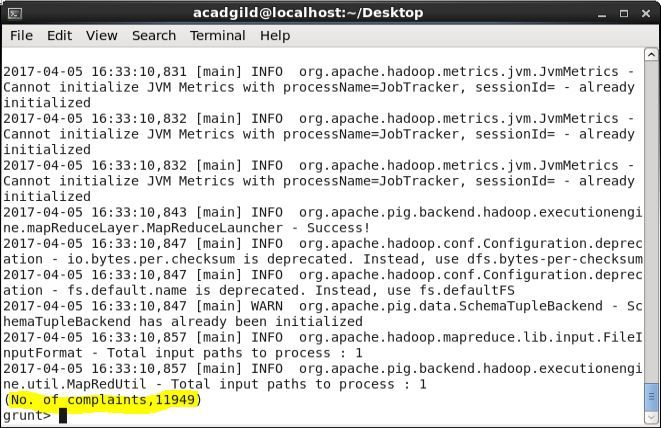 acadgild@localhost:~/Desktop
File Edit View Search Terminal Help
2017-04-05 16:33:10,831 [main] INFO  org.apache.hadoop.metrics.jvm.JvmMetrics -
Cannot initialize JVM Metrics with processName=JobTracker, sessionId= - already
initialized
2017-04-05 16:33:10,832 [main] INFO  org.apache.hadoop.metrics.jvm.JvmMetrics -
Cannot initialize JVM Metrics with processName=JobTracker, sessionId= - already
initialized
2017-04-05 16:33:10,832 [main] INFO  org.apache.hadoop.metrics.jvm.JvmMetrics -
Cannot initialize JVM Metrics with processName=JobTracker, sessionId= - already
initialized
2017-04-05 16:33:10,843 [main] INFO  org.apache.pig.backend.hadoop.executionengi
ne.mapReduceLayer.MapReduceLauncher - Success!
2017-04-05 16:33:10,847 [main] INFO  org.apache.hadoop.conf.Configuration.deprec
ation - io.bytes.per.checksum is deprecated. Instead, use dfs.bytes-per-checksum
2017-04-05 16:33:10,847 [main] INFO  org.apache.hadoop.conf.Configuration.deprec
ation - fs.default.name is deprecated. Instead, use fs.defaultFS
2017-04-05 16:33:10,847 [main] WARN  org.apache.pig.data.SchemaTupleBackend - Sc
hemaTupleBackend has already been initialized
2017-04-05 16:33:10,857 [main] INFO  org.apache.hadoop.mapreduce.lib.input.FileI
nputFormat - Total input paths to process : 1
2017-04-05 16:33:10,857 [main] INFO  org.apache.pig.backend.hadoop.executionengi
ne.util.MapRedUtil - Total input paths to process : 1
(No. of complaints,11949)
grunt>